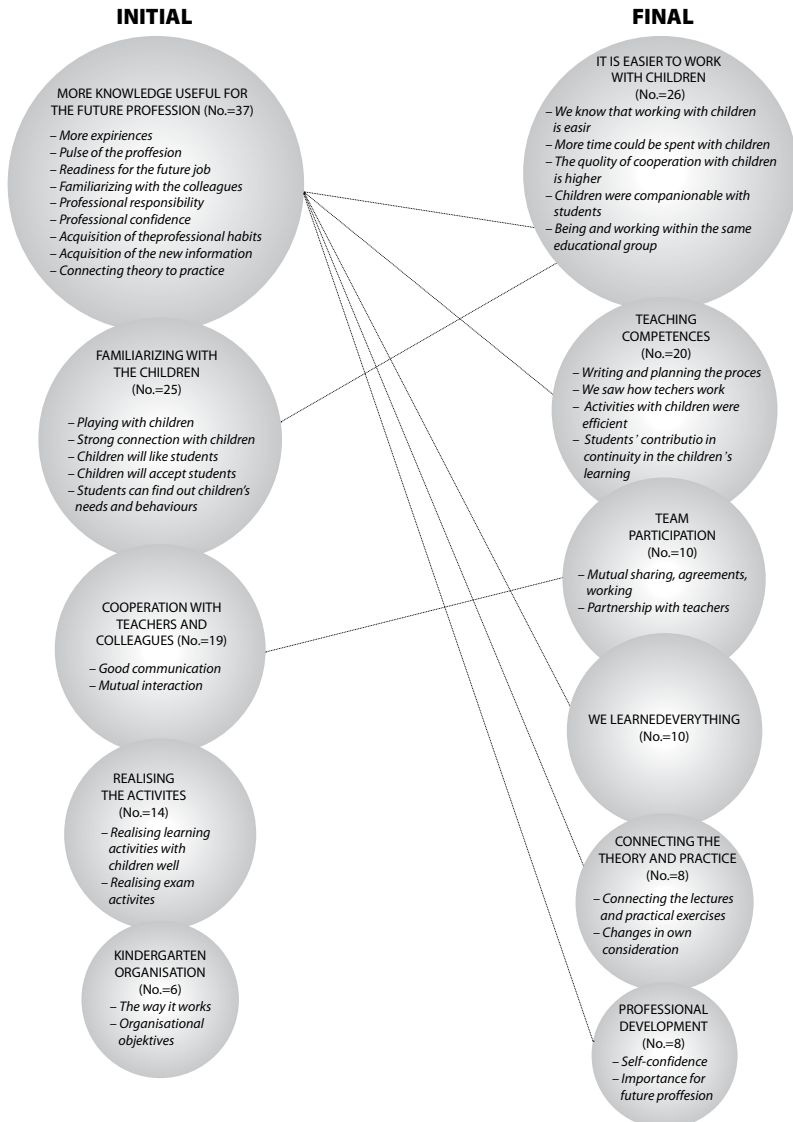 INITIAL
MORE KNOWLEDGE USEFUL FOR
THE FUTURE PROFESSION (No.=37)
– More expiriences
– Pulse of the proffesion
– Readiness for the future job
– Familiarizing with the colleagues
– Professional responsibility
– Professional confidence
– Acquisition of theprofessional habits
– Acquisition of the new information
– Connecting theory to practice
FAMILIARIZING WITH
THE CHILDREN
(No.=25)
– Playing with children
– Strong connection with children
– Children will like students
– Children will accept students
– Students can find out children's
needs and behaviours
COOPERATION WITH
TEACHERS AND
COLLEAGUES (No.=19)
– Good communication
– Mutual interaction
REALISING
THE ACTIVITES
(No.=14)
– Realising learning
activities with
children well
– Realising exam
activites
KINDERGARTEN
ORGANISATION
(No.=6)
– The way it works
– Organisational
objektives
FINAL
IT IS EASIER TO WORK
WITH CHILDREN
(No.=26)
– We know that working with children
is easir
– More time could be spent with children
– The quolity of cooperation with children
is higher
– Children were companionable with
students
– Being and working within the same
educational group
TEACHING
COMPETENCES
(No.=20)
– Writing and planning the proces
– We saw how techers work
– Activities with children were
efficient
– Students' contributio in
continuity in the children's
learning
TEAM
PARTICIPATION
(No.=10)
– Mutual sharing, agreements,
working
– Partnership with teachers
WE LEARNEDEVERYTHING
(No.=10)
CONNECTING THE
THEORY AND PRACTICE
(No.=8)
– Connecting the lectures
and practical exercises
– Changes in own
consideration
PROFESSIONAL
DEVELOPMENT
(No.=8)
– Self-confidence
– Importance for
future proffesion